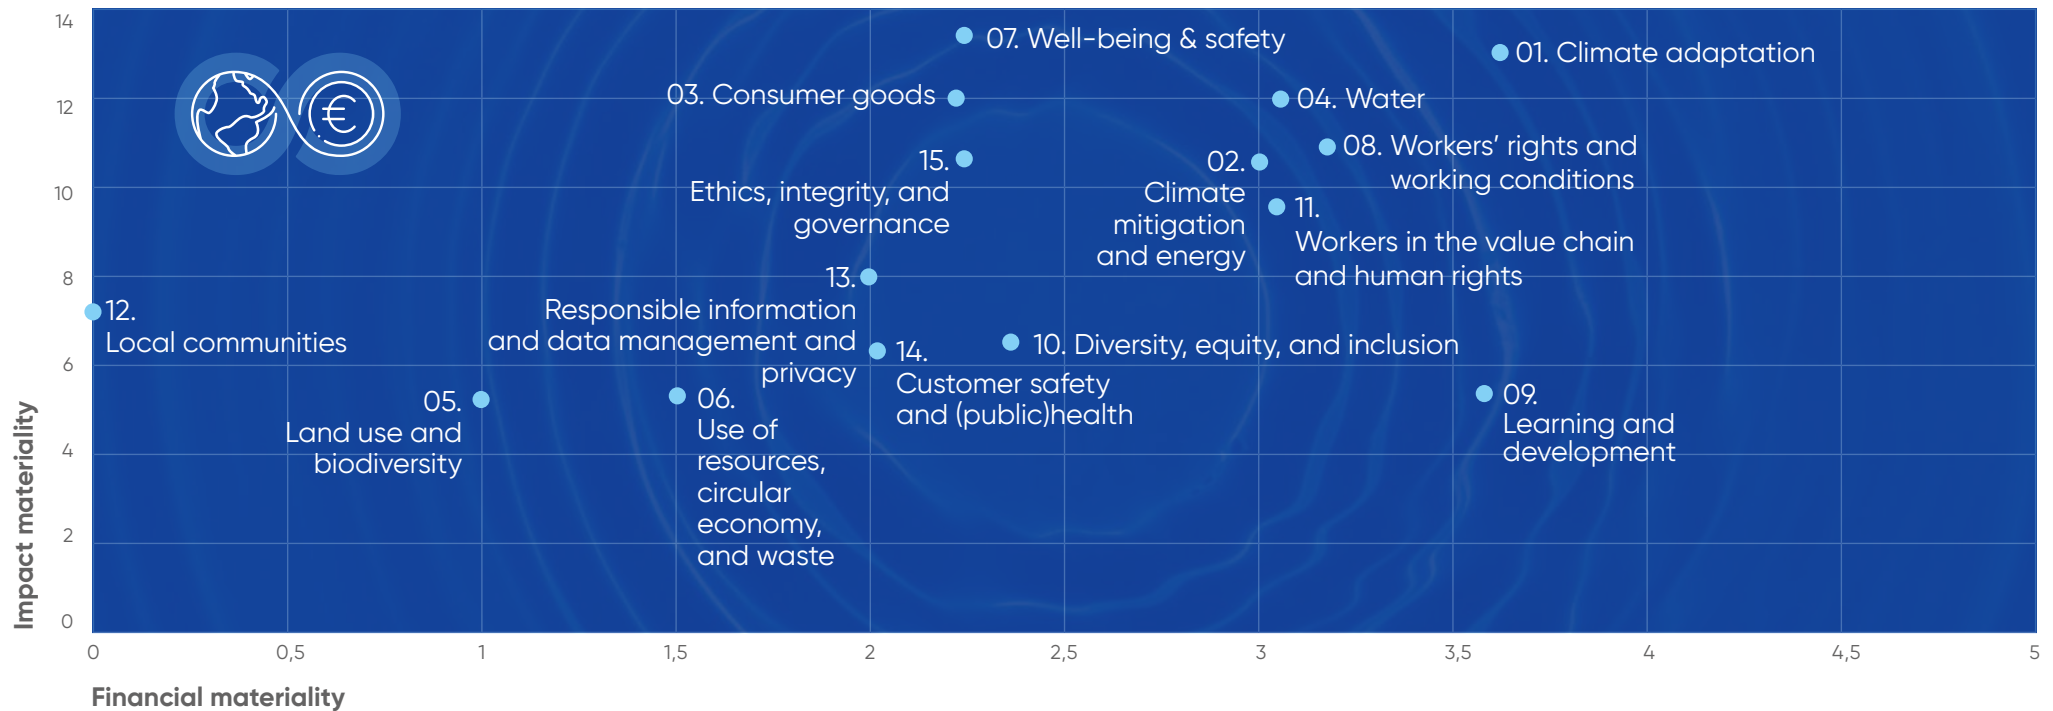 14
12
10
8
6
4
2
0
Impact materiality
€
07. Well-being & safety
01. Climate adaptation
03. Consumer goods
04. Water
08. Workers’ rights and
working conditions
15.
Ethics, integrity, and
governance
02.
Climate
mitigation
and energy
11.
Workers in the value chain
and human rights
13.
Responsible information
and data management and
privacy
12.
Local communities
10. Diversity, equity, and inclusion
14.
Customer safety
and (public)health
05.
Land use and
biodiversity
06.
Use of
resources,
circular
economy,
and waste
09.
Learning and
development
0
0,5
1
1,5
2
2,5
3
3,5
4
4,5
5
Financial materiality